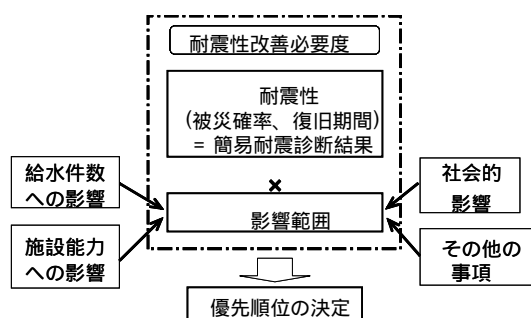 耐震性改善必要度
耐震性
(被災確率、復旧期間)
= 簡易耐震診断結果
×
給水件数
への影響
社会的
影響
影響範囲
施設能力
への影響
その他の
事項
優先順位の決定